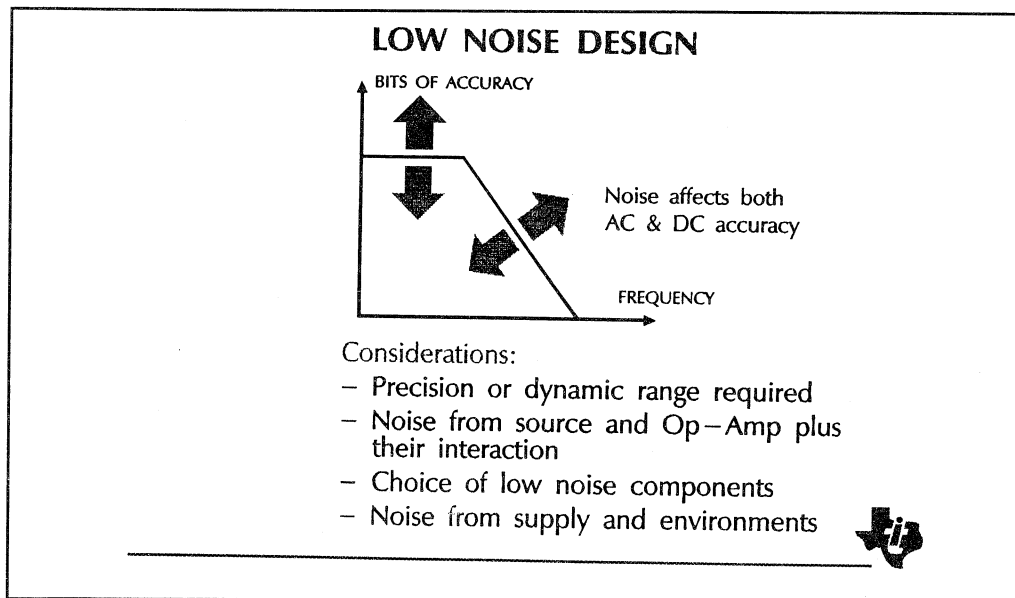 LOW NOISE DESIGN
BITS OF ACCURACY
Noise affects both
AC & DC accuracy
FREQUENCY
Considerations:
– Precision or dynamic range required
– Noise from source and Op–Amp plus
their interaction
– Choice of low noise components
– Noise from supply and environments